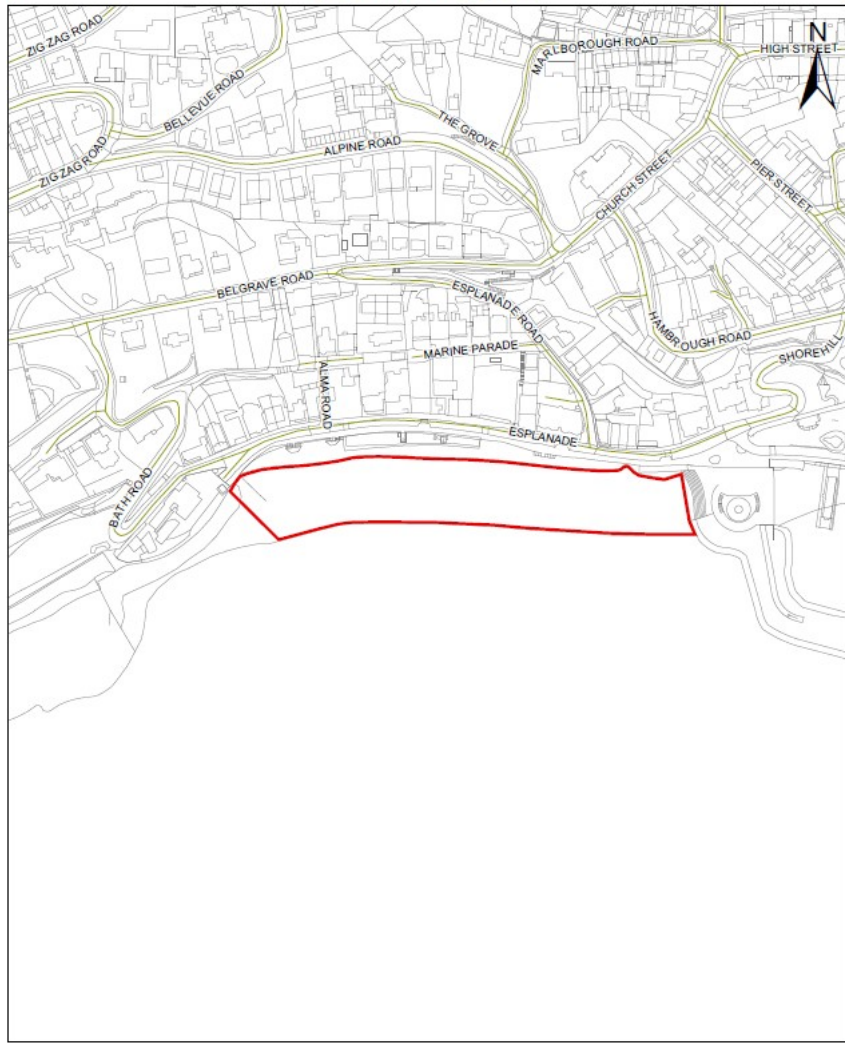 ZIG ZAG ROAD
N
MARLBOROUGH ROAD
HIGH STREET
BELLEVUE ROAD
THE GROVE
ALPINE ROAD
ZIG ZAG ROAD
CHURCH STREET
PIER STREET
BELGRAVE ROAD
ESPLANADE ROAD
HAMBROUGH ROAD
MARINE PARADE
SHOREHILL
ALMA ROAD
ESPLANADE
BATH ROAD